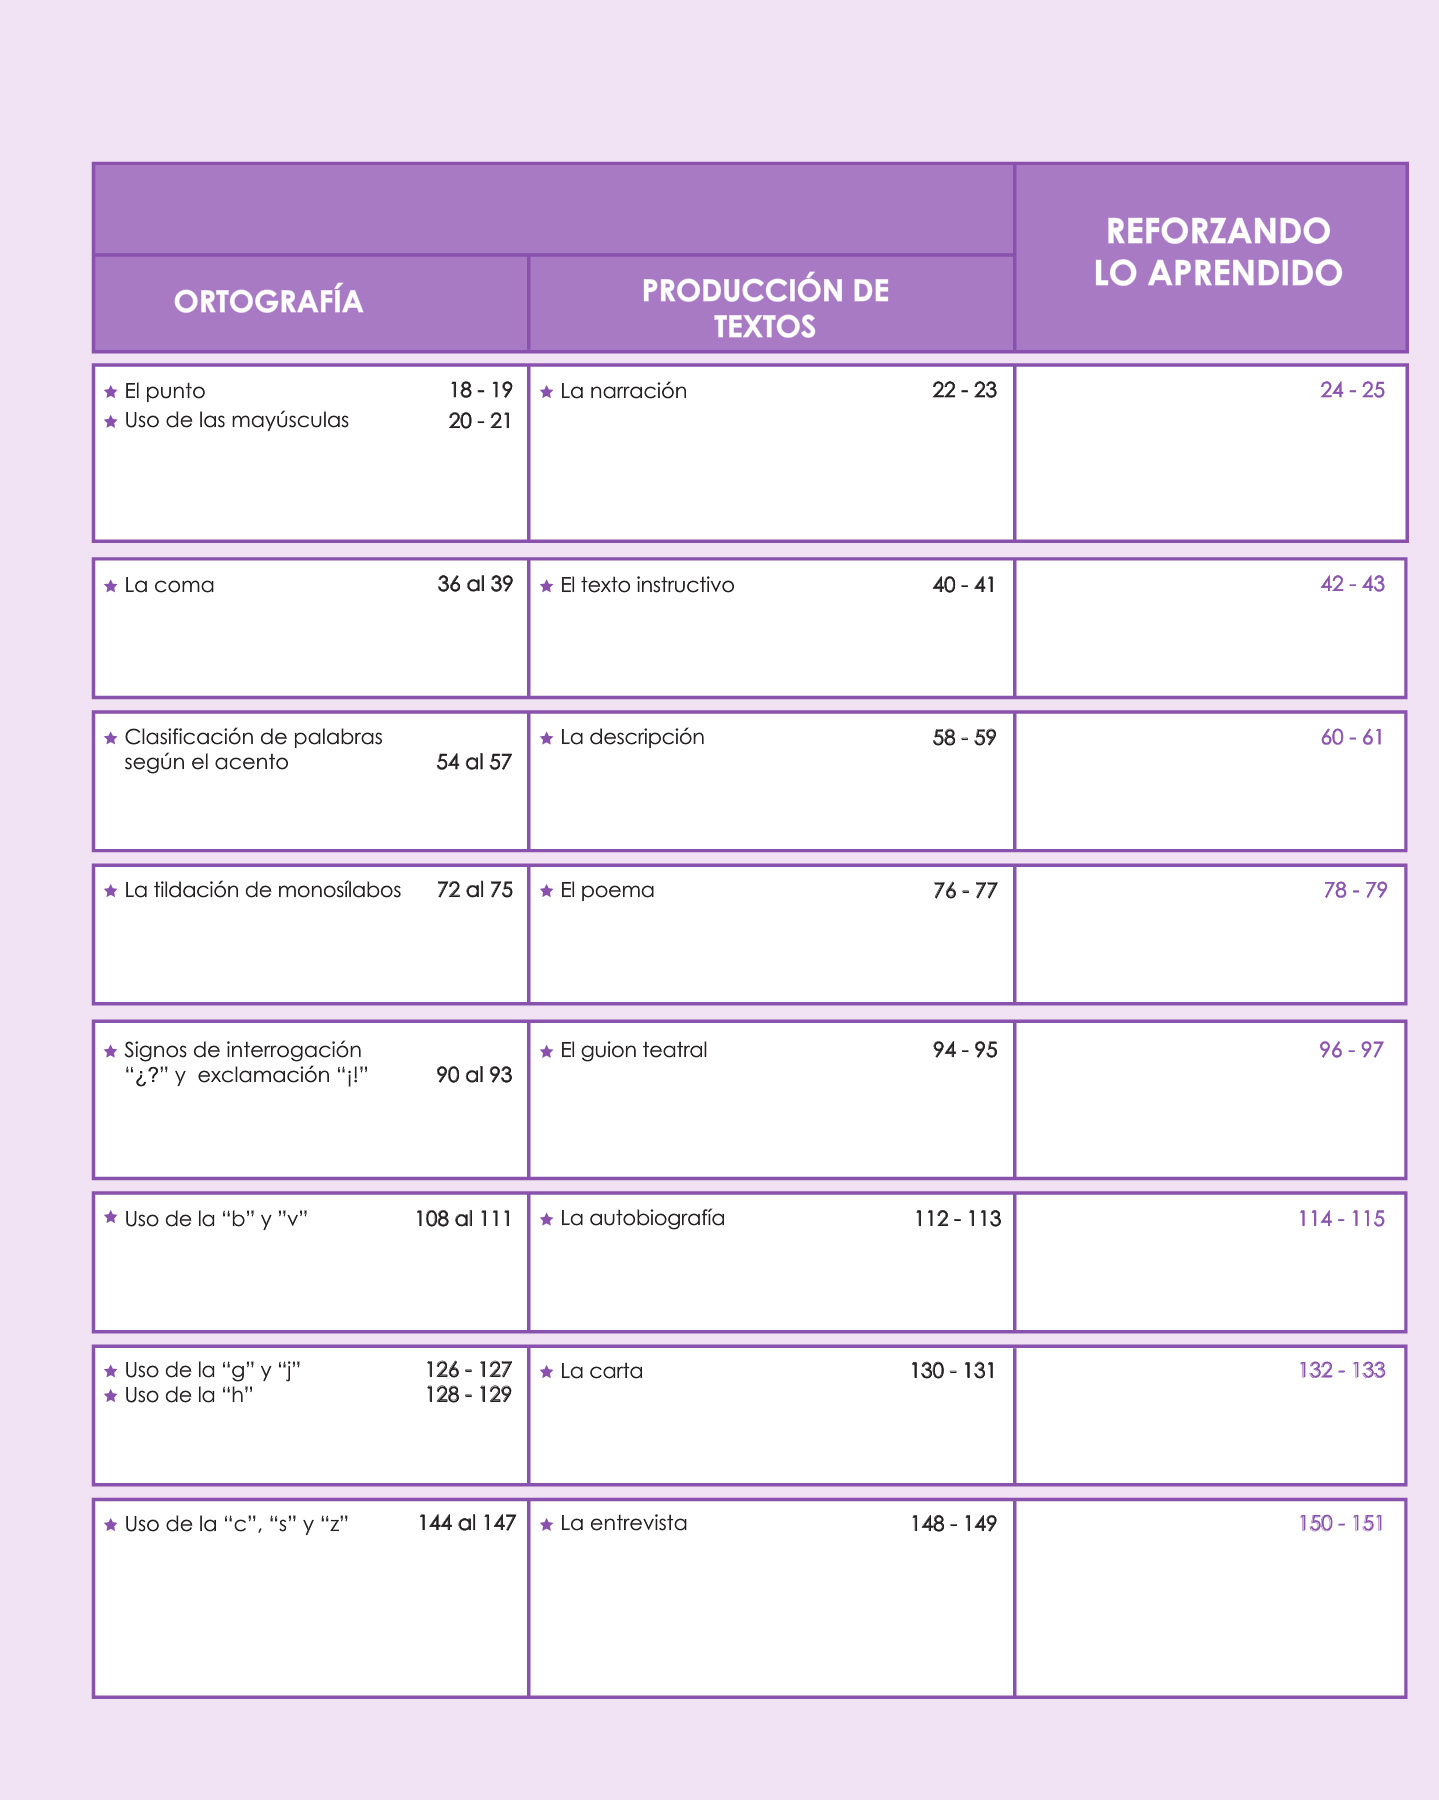 REFORZANDO
LO APRENDIDO
ORTOGRAFÍA
PRODUCCIÓN DE
TEXTOS
El punto 18 - 19
Uso de las mayúsculas 20 - 21
La narración 22 - 23
24 - 25
La coma 36 al 39
El texto instructivo 40 - 41
42 - 43
Clasificación de palabras
según el acento 54 al 57
La descripción 58 - 59
60 - 61
La tildación de monosílabos 72 al 75
El poema 76 - 77
78 - 79
Signos de interrogación
“¿?” y exclamación “¡!” 90 al 93
El guion teatral 94 - 95
96 - 97
Uso de la “b” y ”v” 108 al 111
La autobiografía 112 - 113
114 - 115
Uso de la “g” y “j” 126 - 127
Uso de la “h” 128 - 129
La carta 130 - 131
132 - 133
Uso de la “c”, “s” y “z” 144 al 147
La entrevista 148 - 149
150 - 151